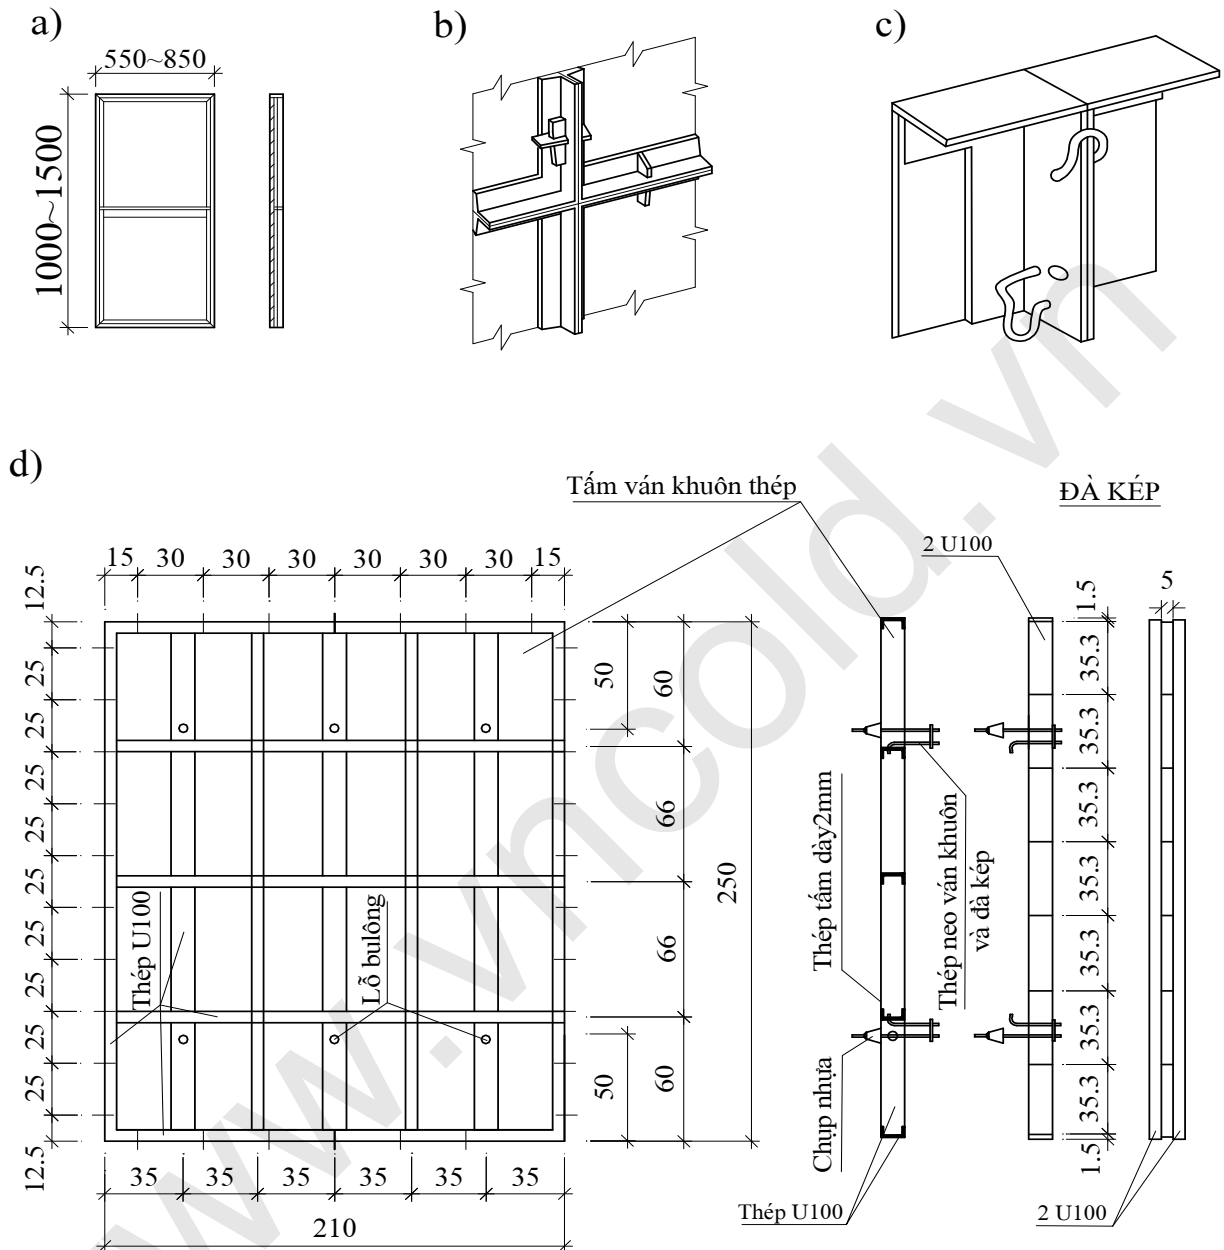 a)
b)
c)
550~850
1000~1500
d)
Tấm ván khuôn thép
ĐÀ KÉP
2 U100
15 30 30 30 30 30 30 15
12.5
25
25
25
25
25
25
25
25
25
12.5
50
60
66
66
60
50
250
Thép U100
Lỗ bulông
35 35 35 35 35 35
210
Thép tấm dày2mm
Thép neo ván khuôn
và đà kép
Chụp nhựa
Thép U100
1.5
35.3
35.3
35.3
35.3
35.3
35.3
35.3
1.5
5
2 U100
www.vncold.vn